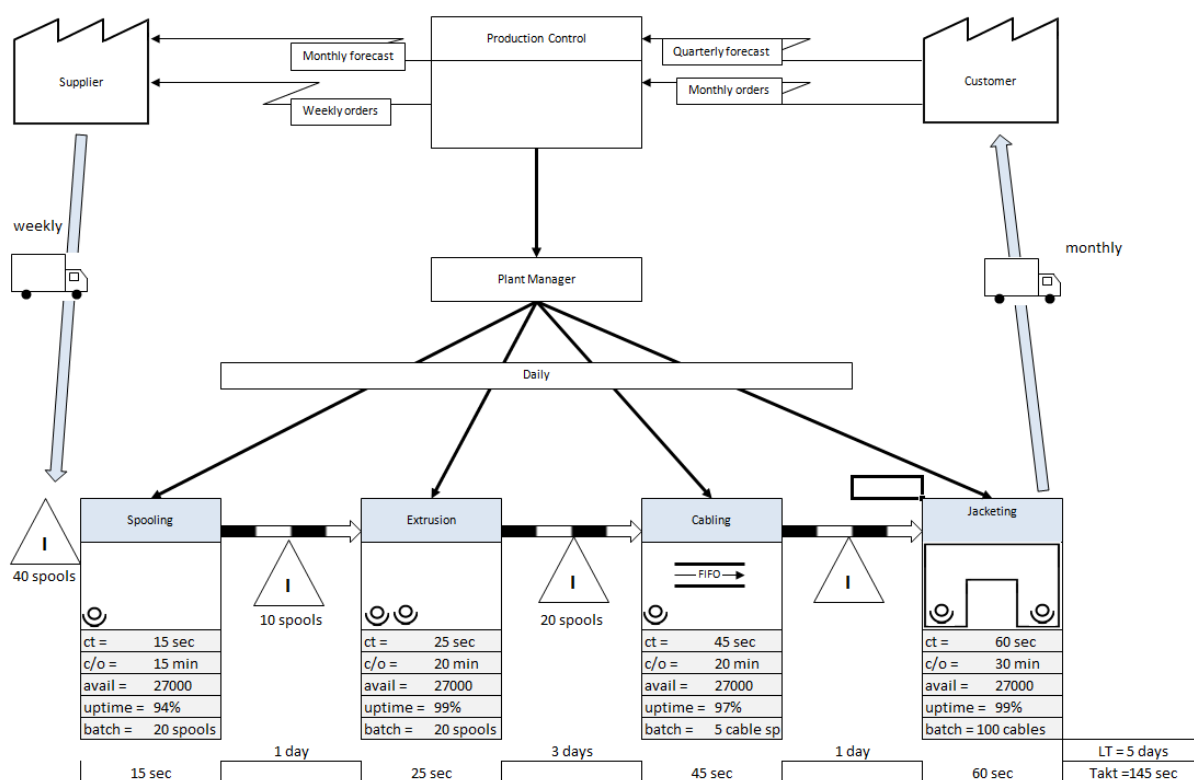 Supplier
Monthly forecast
Weekly orders
Production Control
Quarterly forecast
Monthly orders
Customer
weekly
monthly
Plant Manager
Daily
I
40 spools
Spooling
I
10 spools
Extrusion
I
20 spools
Cabling
FIFO
I
Jacketing
ct = 15 sec
c/o = 15 min
avail = 27000
uptime = 94%
batch = 20 spools
ct = 25 sec
c/o = 20 min
avail = 27000
uptime = 99%
batch = 20 spools
ct = 45 sec
c/o = 20 min
avail = 27000
uptime = 97%
batch = 5 cable sp
ct = 60 sec
c/o = 30 min
avail = 27000
uptime = 99%
batch = 100 cables
1 day
3 days
1 day
LT = 5 days
15 sec
25 sec
45 sec
60 sec
Takt =145 sec